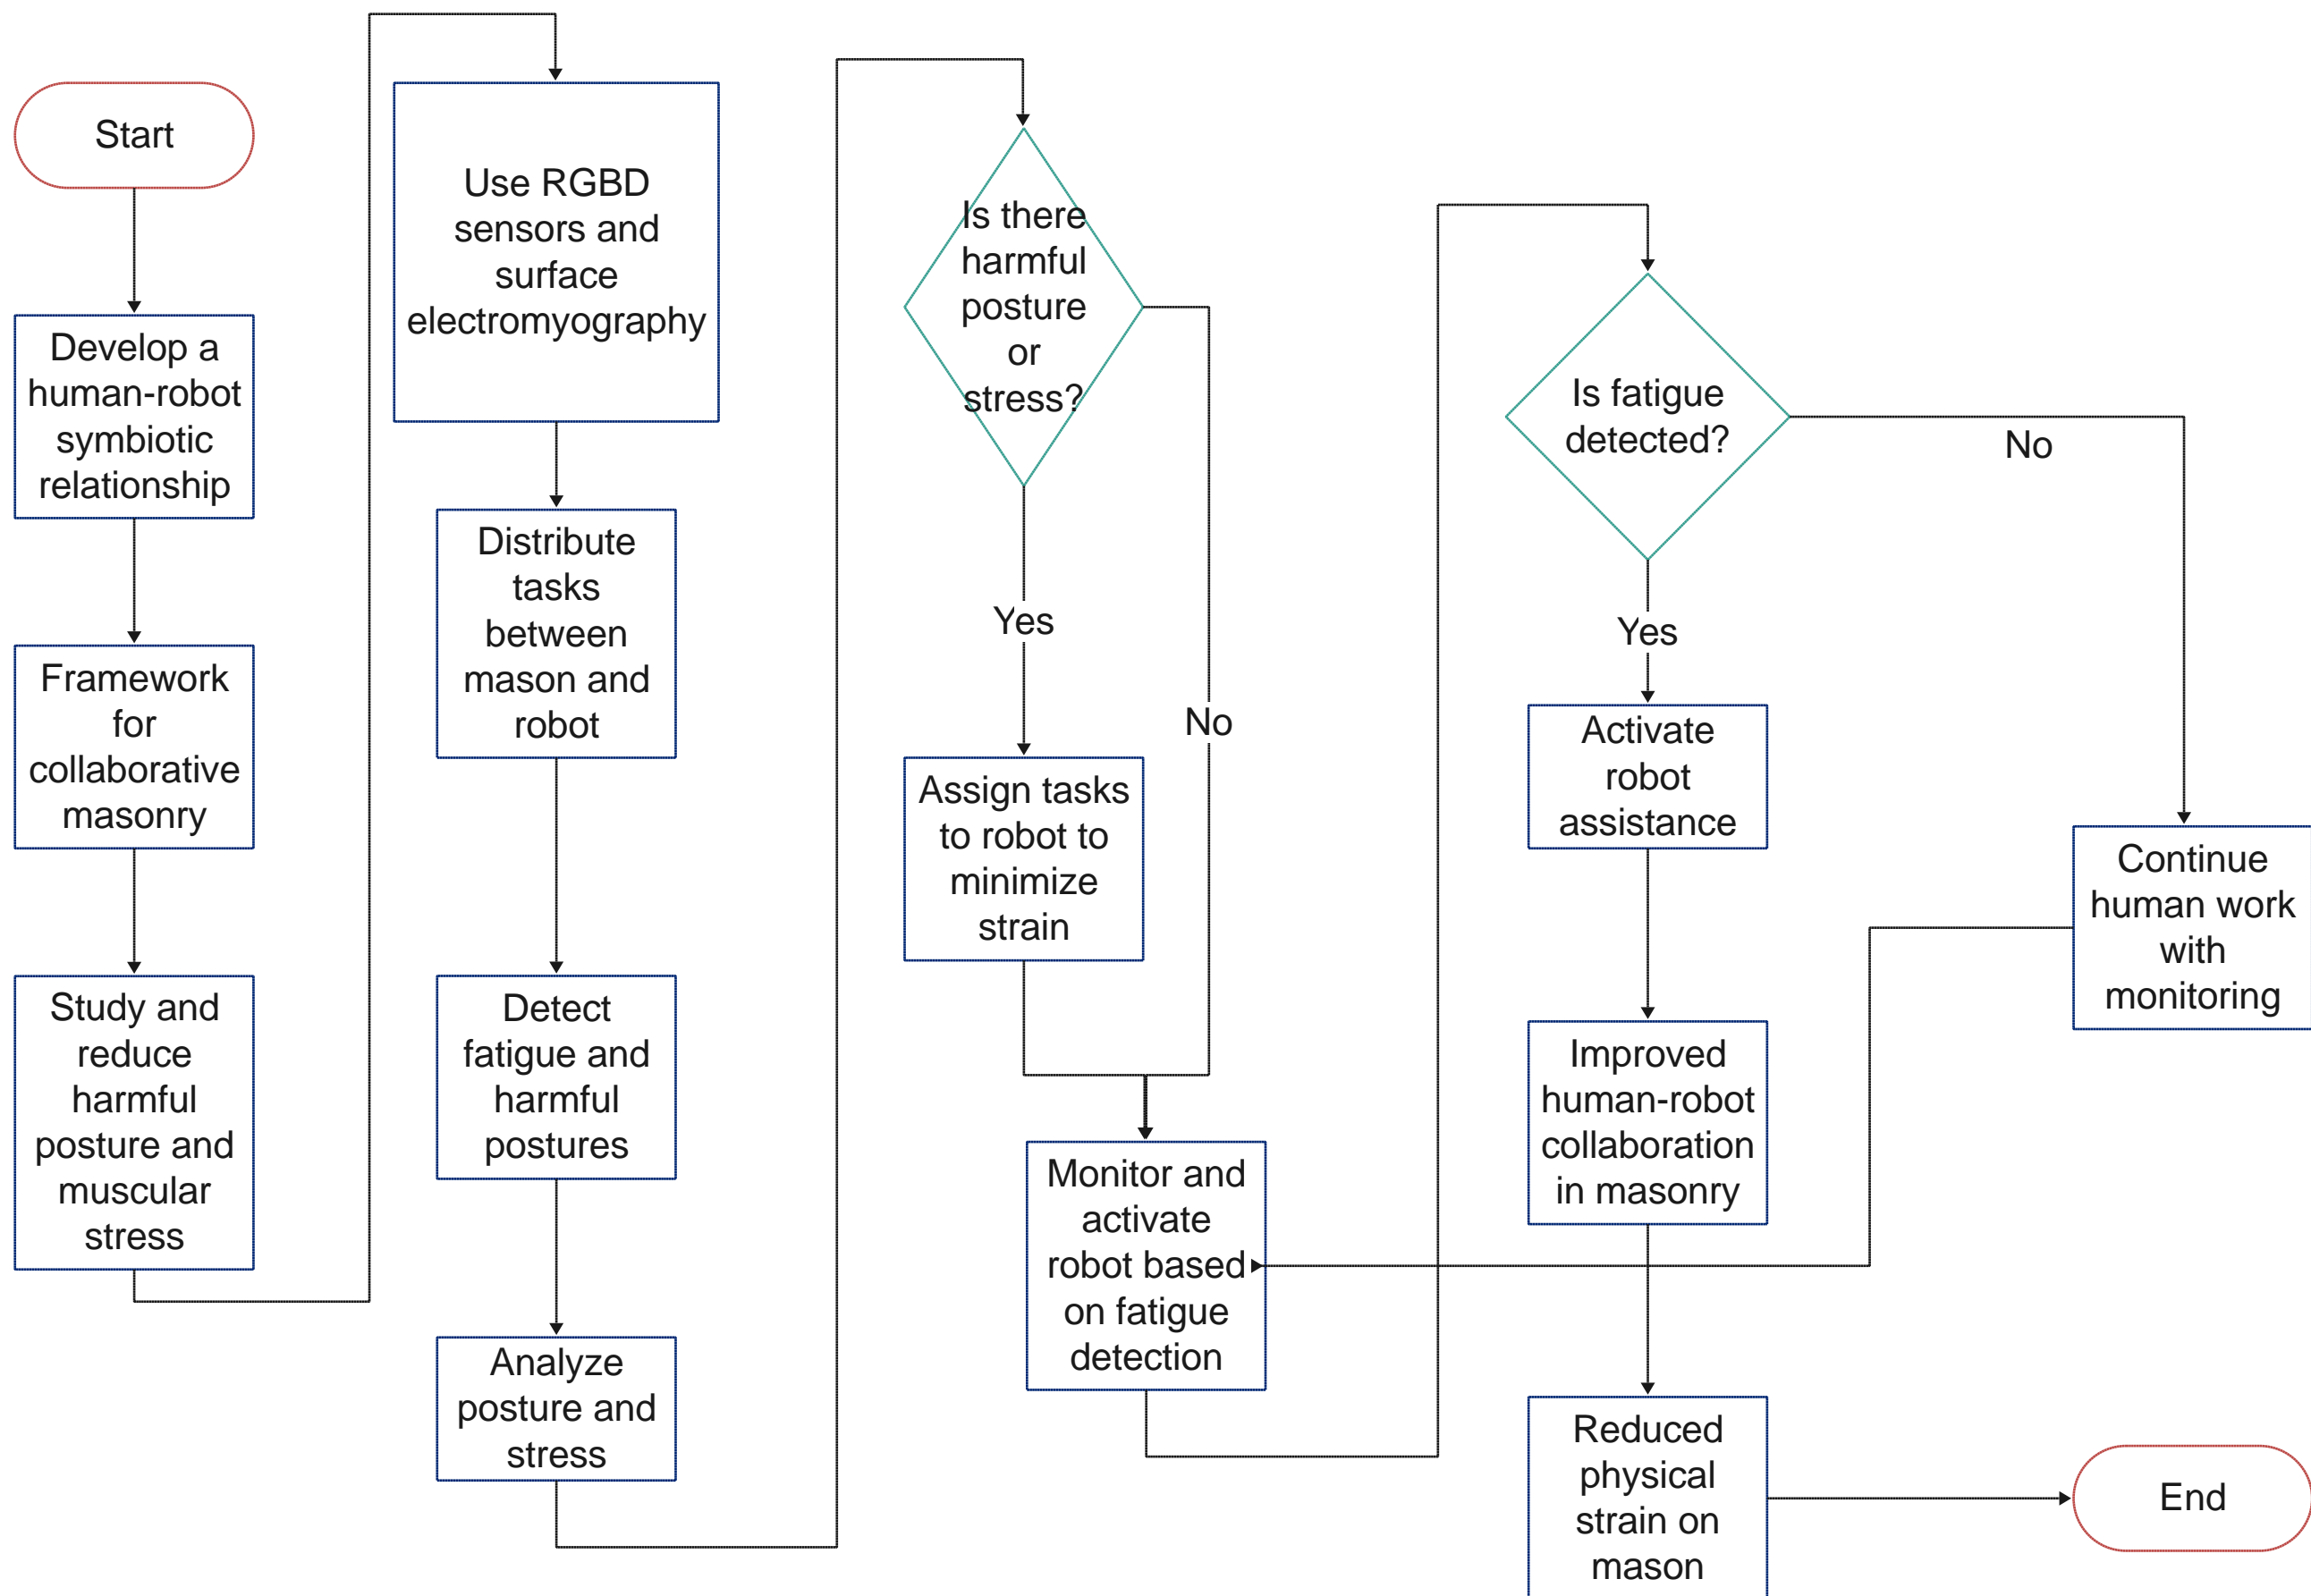 Start
Develop a
human-robot
symbiotic
relationship
Framework
for
collaborative
masonry
Study and
reduce
harmful
posture and
muscular
stress
Use RGBD
sensors and
surface
electromyography
Distribute
tasks
between
mason and
robot
Detect
fatigue and
harmful
postures
Analyze
posture and
stress
Is there
harmful
posture
or
stress?
Yes
No
Assign tasks
to robot to
minimize
strain
Monitor and
activate
robot based
on fatigue
detection
Is fatigue
detected?
No
Yes
Activate
robot
assistance
Continue
human work
with
monitoring
Improved
human-robot
collaboration
in masonry
Reduced
physical
strain on
mason
End